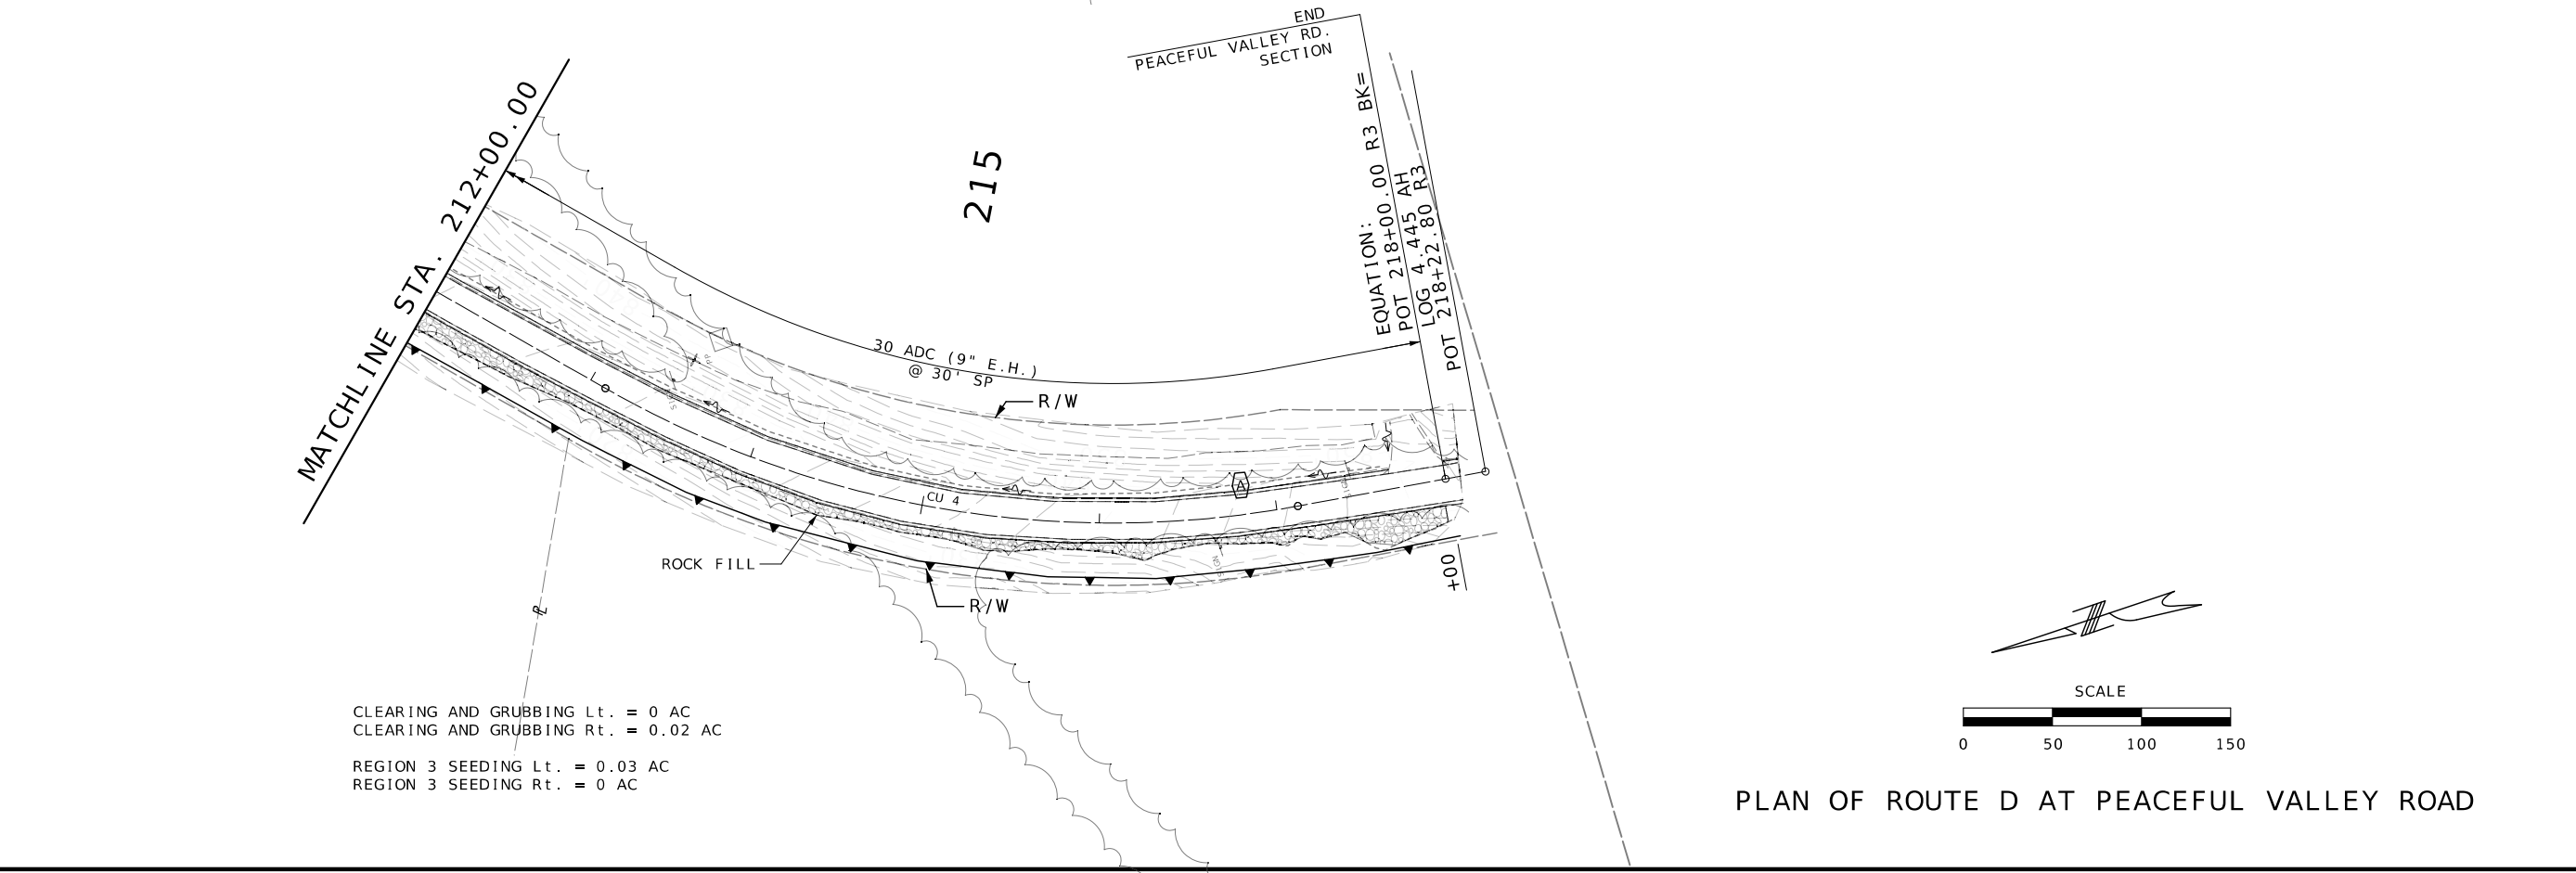 END
PEACEFUL VALLEY RD.
SECTION
MATCHLINE STA. 212+00.00
215
EQUATION:
POT 218+00.00 R3 BK=
POT 4.445 AH
LOG 218+22.80 R3
POT
30 ADC (9" E.H.)
@ 30' SP
R/W
PP
A
CU 4
ROCK FILL
R/W
+00
PL
CLEARING AND GRUBBING Lt. = 0 AC
CLEARING AND GRUBBING Rt. = 0.02 AC
REGION 3 SEEDING Lt. = 0.03 AC
REGION 3 SEEDING Rt. = 0 AC
N
SCALE
0 50 100 150
PLAN OF ROUTE D AT PEACEFUL VALLEY ROAD